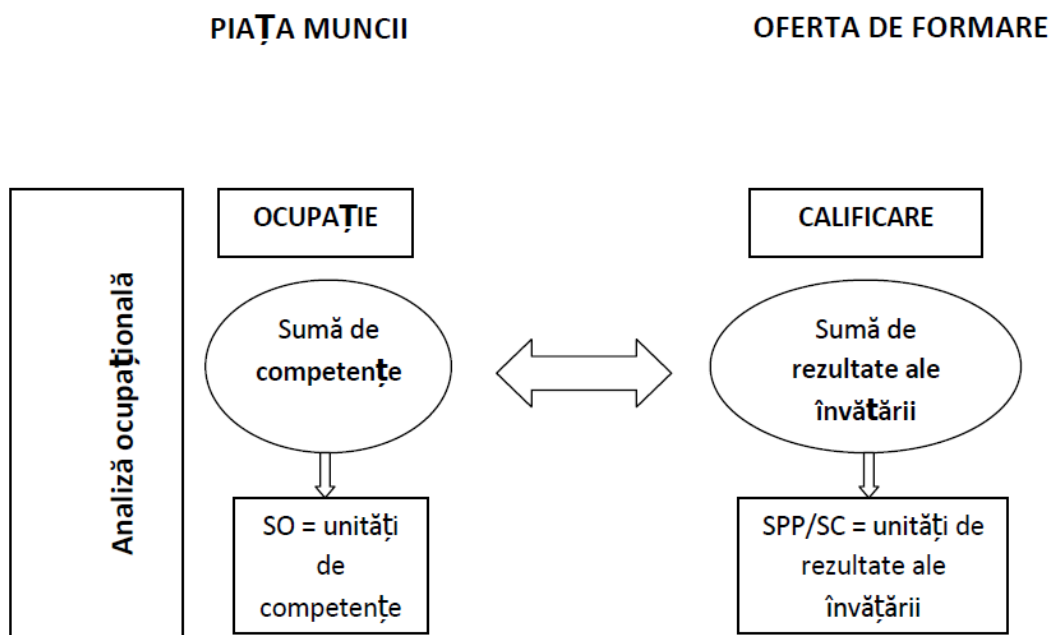 PIAȚA MUNCII
OFERTA DE FORMARE
Analiză ocupațională
OCUPAȚIE
Sumă de
competențe
SO = unități
de
competențe
CALIFICARE
Sumă de
rezultate ale
învătării
SPP/SC = unități de
rezultate ale
învățării